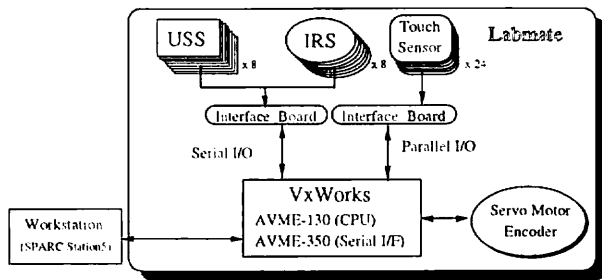 USS
x 8
IRS
x 8
Touch
Sensor
x 24
Labmate
Interface Board
Interface Board
Serial I/O
Parallel I/O
VxWorks
AVME-130 (CPU)
AVME-350 (Serial I/F)
Workstation
(SPARC Station5)
Servo Motor
Encoder